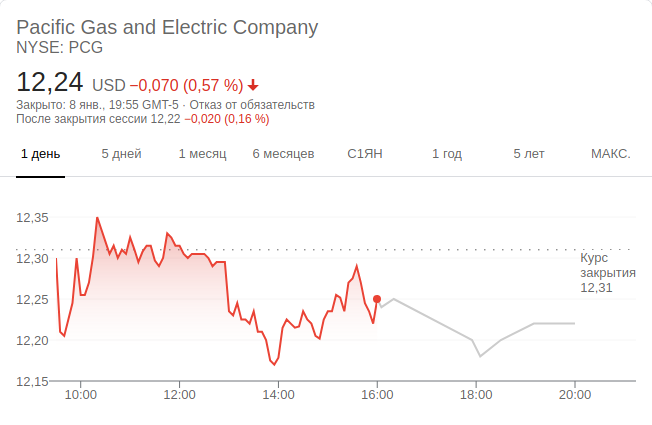 Pacific Gas and Electric Company
NYSE: PCG
12,24 USD −0,070 (0,57 %)
Закрыто: 8 янв., 19:55 GMT-5 · Отказ от обязательств
После закрытия сессии 12,22 −0,020 (0,16 %)
1 день 5 дней 1 месяц 6 месяцев С1ЯН 1 год 5 лет МАКС.
12,35
12,30
12,25
12,20
12,15
Курс
закрытия
12,31
10:00 12:00 14:00 16:00 18:00 20:00